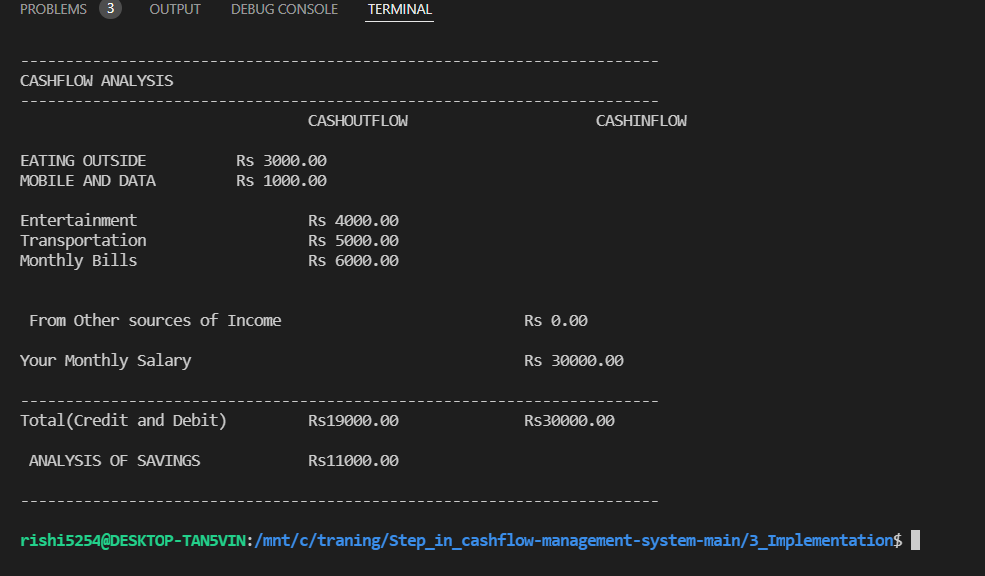 PROBLEMS 3 OUTPUT DEBUG CONSOLE TERMINAL
-----------------------------------------------------------------------
CASHFLOW ANALYSIS
-----------------------------------------------------------------------
CASHOUTFLOW CASHINFLOW
EATING OUTSIDE Rs 3000.00
MOBILE AND DATA Rs 1000.00
Entertainment Rs 4000.00
Transportation Rs 5000.00
Monthly Bills Rs 6000.00
From Other sources of Income Rs 0.00
Your Monthly Salary Rs 30000.00
-----------------------------------------------------------------------
Total(Credit and Debit) Rs19000.00 Rs30000.00
ANALYSIS OF SAVINGS Rs11000.00
-----------------------------------------------------------------------
rishi5254@DESKTOP-TAN5VIN:/mnt/c/traning/Step_in_cashflow-management-system-main/3_Implementation$